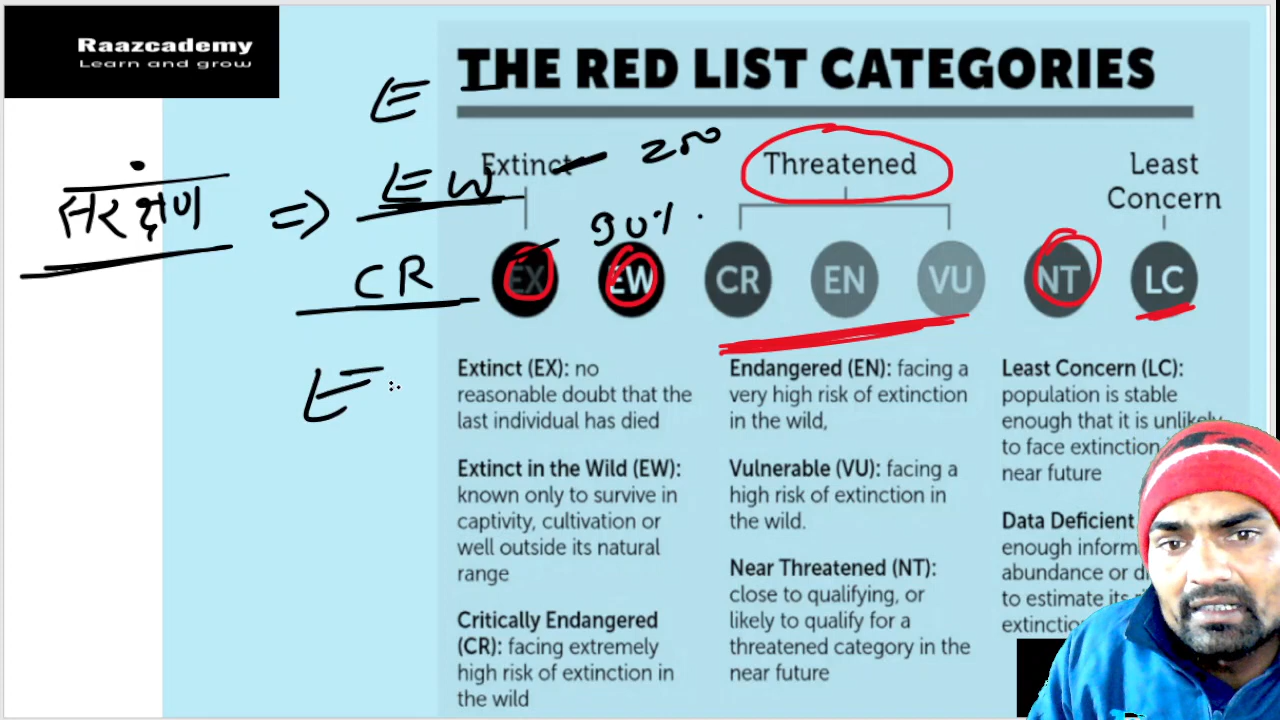 Raazcademy
Learn and grow
THE RED LIST CATEGORIES
E
EW
CR
E
संरक्षण
Extinct
Threatened
Least
Concern
90%
EX
EW
CR
EN
VU
NT
LC
Extinct (EX): no
reasonable doubt that the
last individual has died
Extinct in the Wild (EW):
known only to survive in
captivity, cultivation or
well outside its natural
range
Critically Endangered
(CR): facing extremely
high risk of extinction in
the wild
Endangered (EN): facing a
very high risk of extinction
in the wild,
Vulnerable (VU): facing a
high risk of extinction in
the wild.
Near Threatened (NT):
close to qualifying, or
likely to qualify for a
threatened category in the
near future
Least Concern (LC):
population is stable
enough that it is unlikely
to face extinction
near future
Data Deficient
enough
abundance or
to estimate its